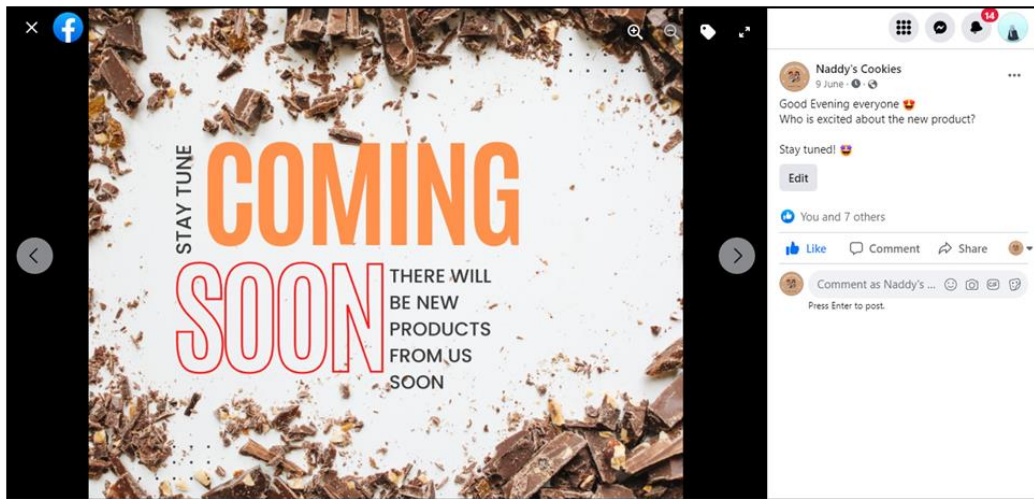 14
Naddy's Cookies
9 June
Good Evening everyone 🤩
Who is excited about the new product?
Stay tuned! 🤩
Edit
You and 7 others
Like Comment Share
Comment as Naddy's ...
GIF
Press Enter to post.
STAY TUNE
COMING
SOON
THERE WILL
BE NEW
PRODUCTS
FROM US
SOON